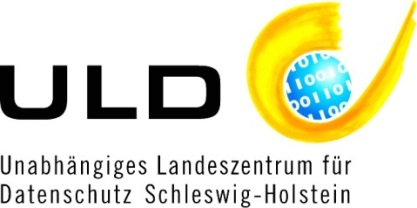 ULD
Unabhängiges Landeszentrum für
Datenschutz Schleswig-Holstein